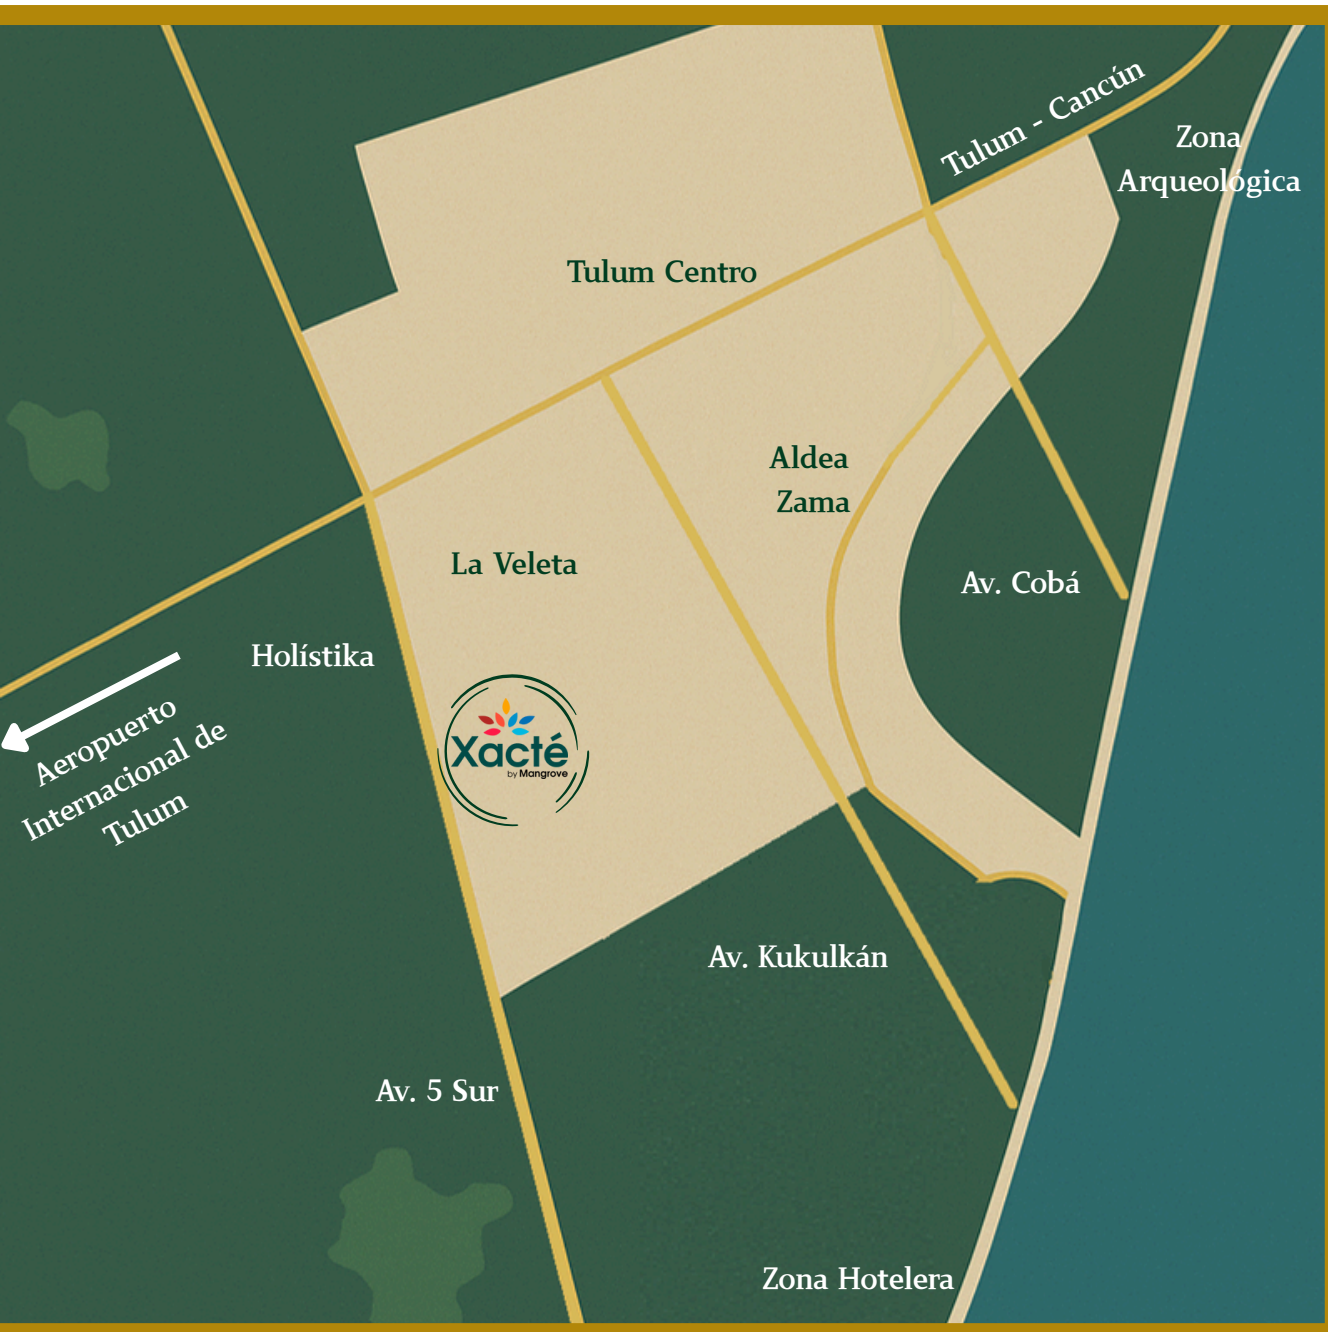 Tulum - Cancún
Zona
Arqueológica
Tulum Centro
Aldea
Zama
La Veleta
Av. Cobá
Holístika
Xacté
by Mangrove
Aeropuerto
Internacional de
Tulum
Av. Kukulkán
Av. 5 Sur
Zona Hotelera